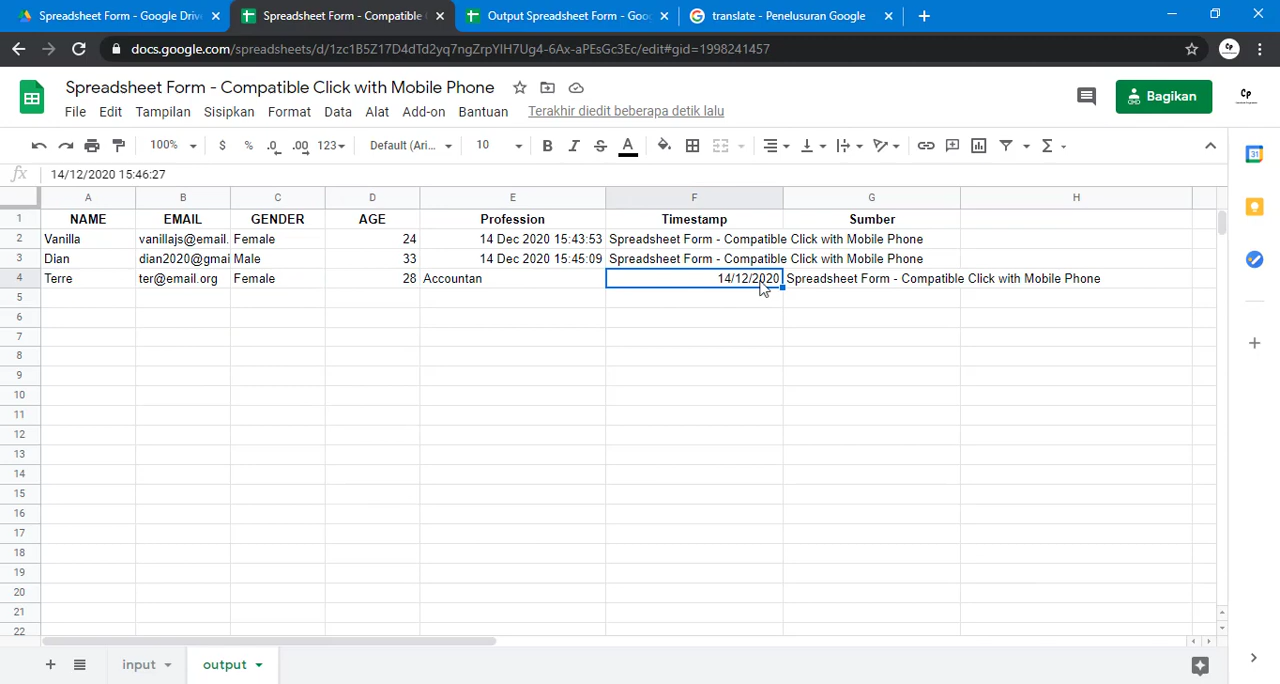 Spreadsheet Form - Google Driv
Spreadsheet Form - Compatible
Output Spreadsheet Form - Goo
translate - Penelusuran Google
docs.google.com/spreadsheets/d/1zc1B5Z17D4dTd2yq7ngZrpYIH7Ug4-6Ax-aPEsGc3Ec/edit#gid=1998241457
Spreadsheet Form - Compatible Click with Mobile Phone
File Edit Tampilan Sisipkan Format Data Alat Add-on Bantuan Terakhir diedit beberapa detik lalu
Bagikan
100% $ % .0 .00 123 Default (Ari... 10 B I S A
fx 14/12/2020 15:46:27
A B C D E F G H
1 NAME EMAIL GENDER AGE Profession Timestamp Sumber
2 Vanilla vanillajs@email. Female 24 14 Dec 2020 15:43:53 Spreadsheet Form - Compatible Click with Mobile Phone
3 Dian dian2020@gmai Male 33 14 Dec 2020 15:45:09 Spreadsheet Form - Compatible Click with Mobile Phone
4 Terre ter@email.org Female 28 Accountan 14/12/2020 Spreadsheet Form - Compatible Click with Mobile Phone
5
6
7
8
9
10
11
12
13
14
15
16
17
18
19
20
21
22
input output